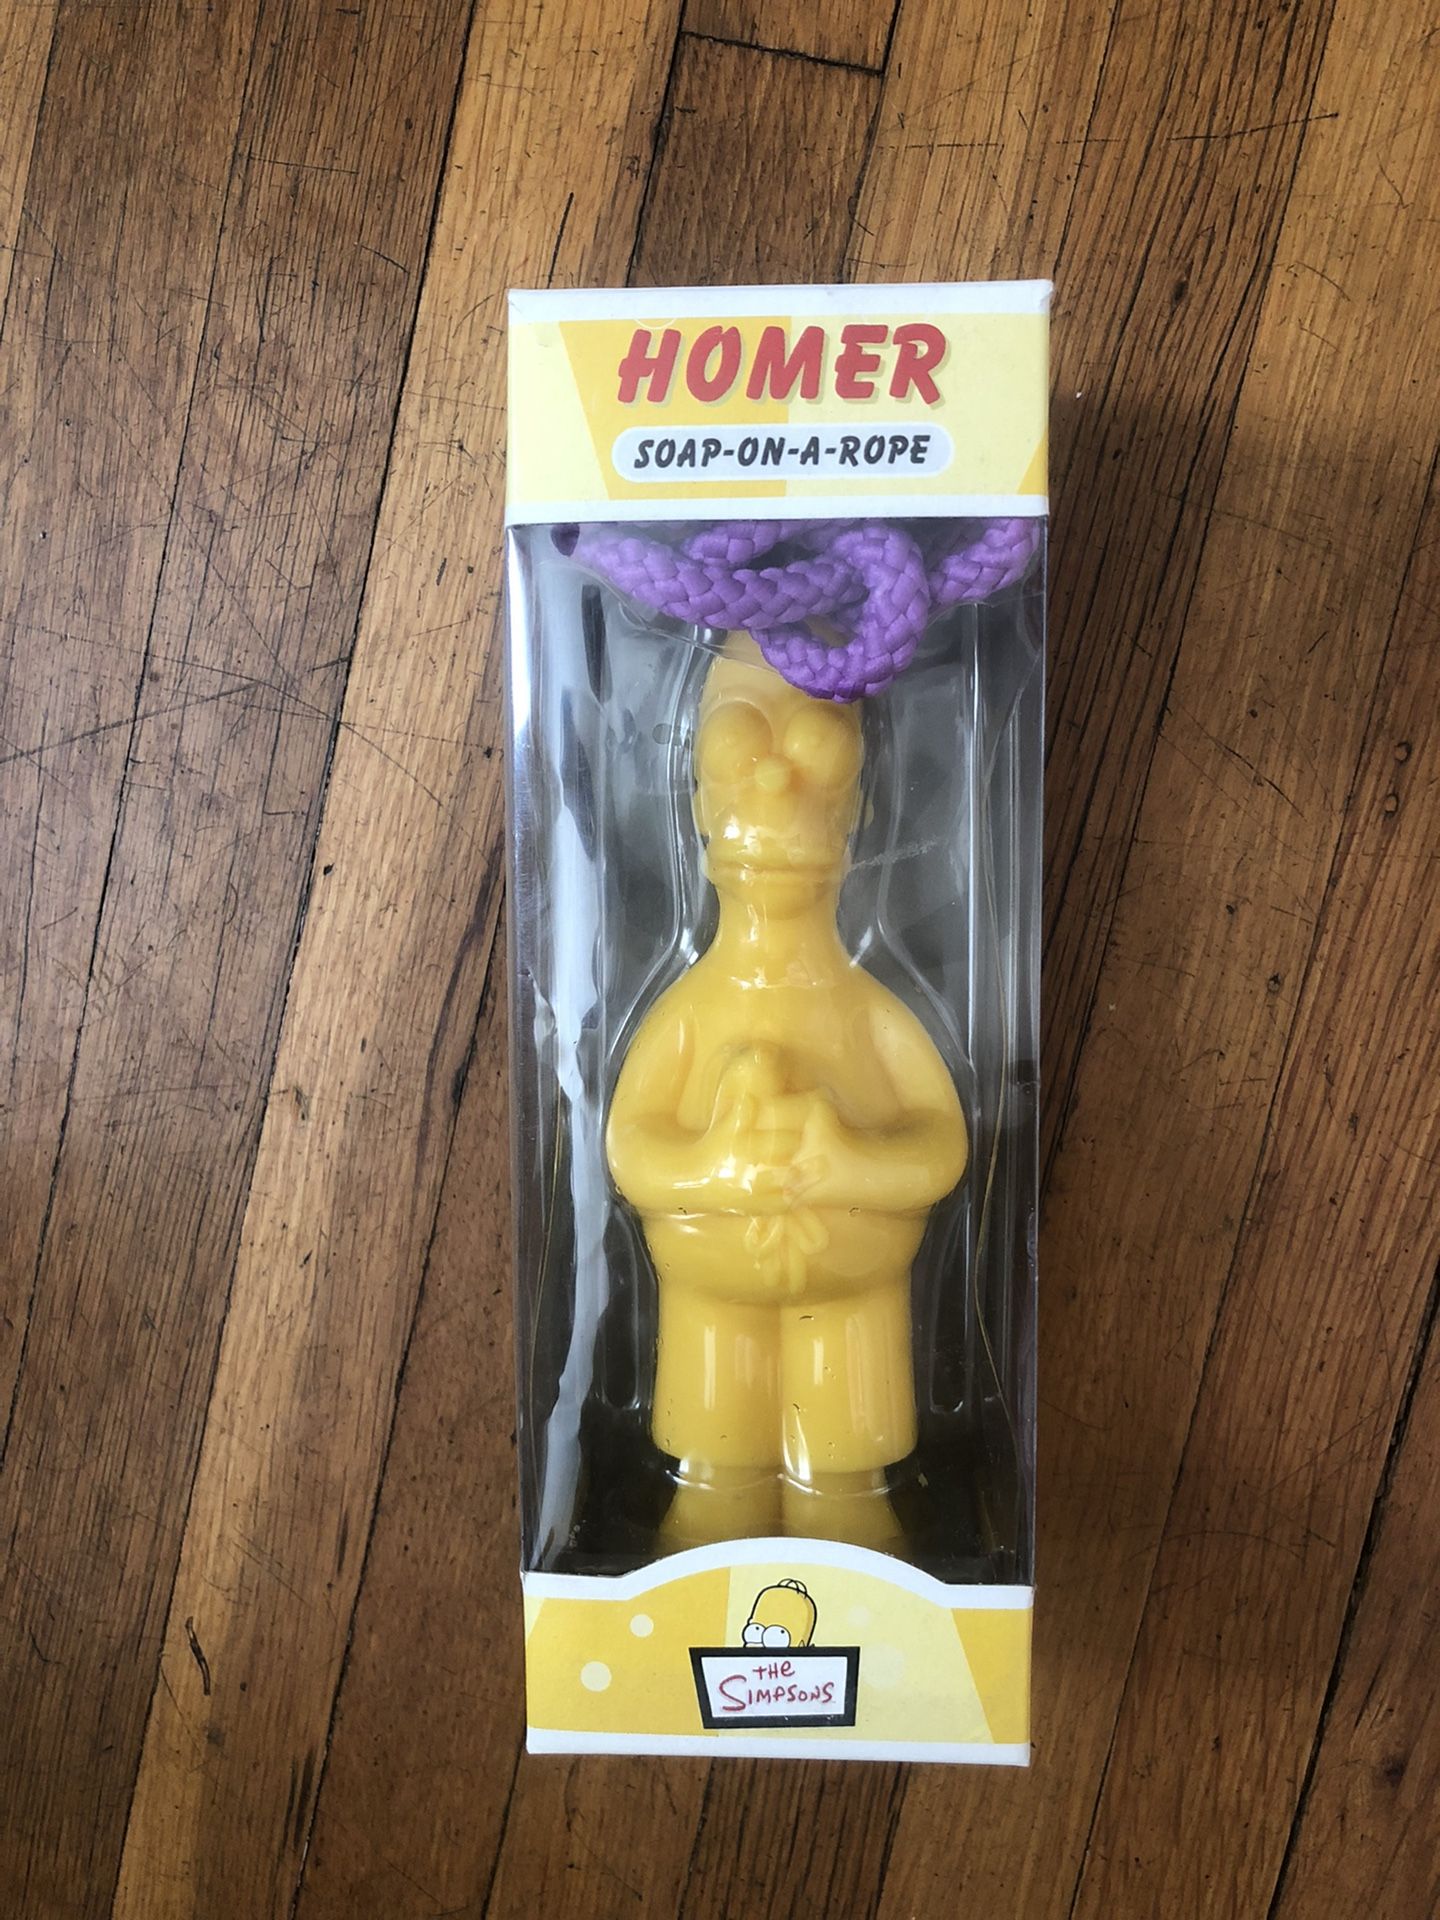 HOMER
SOAP-ON-A-ROPE
THE
SIMPSONS